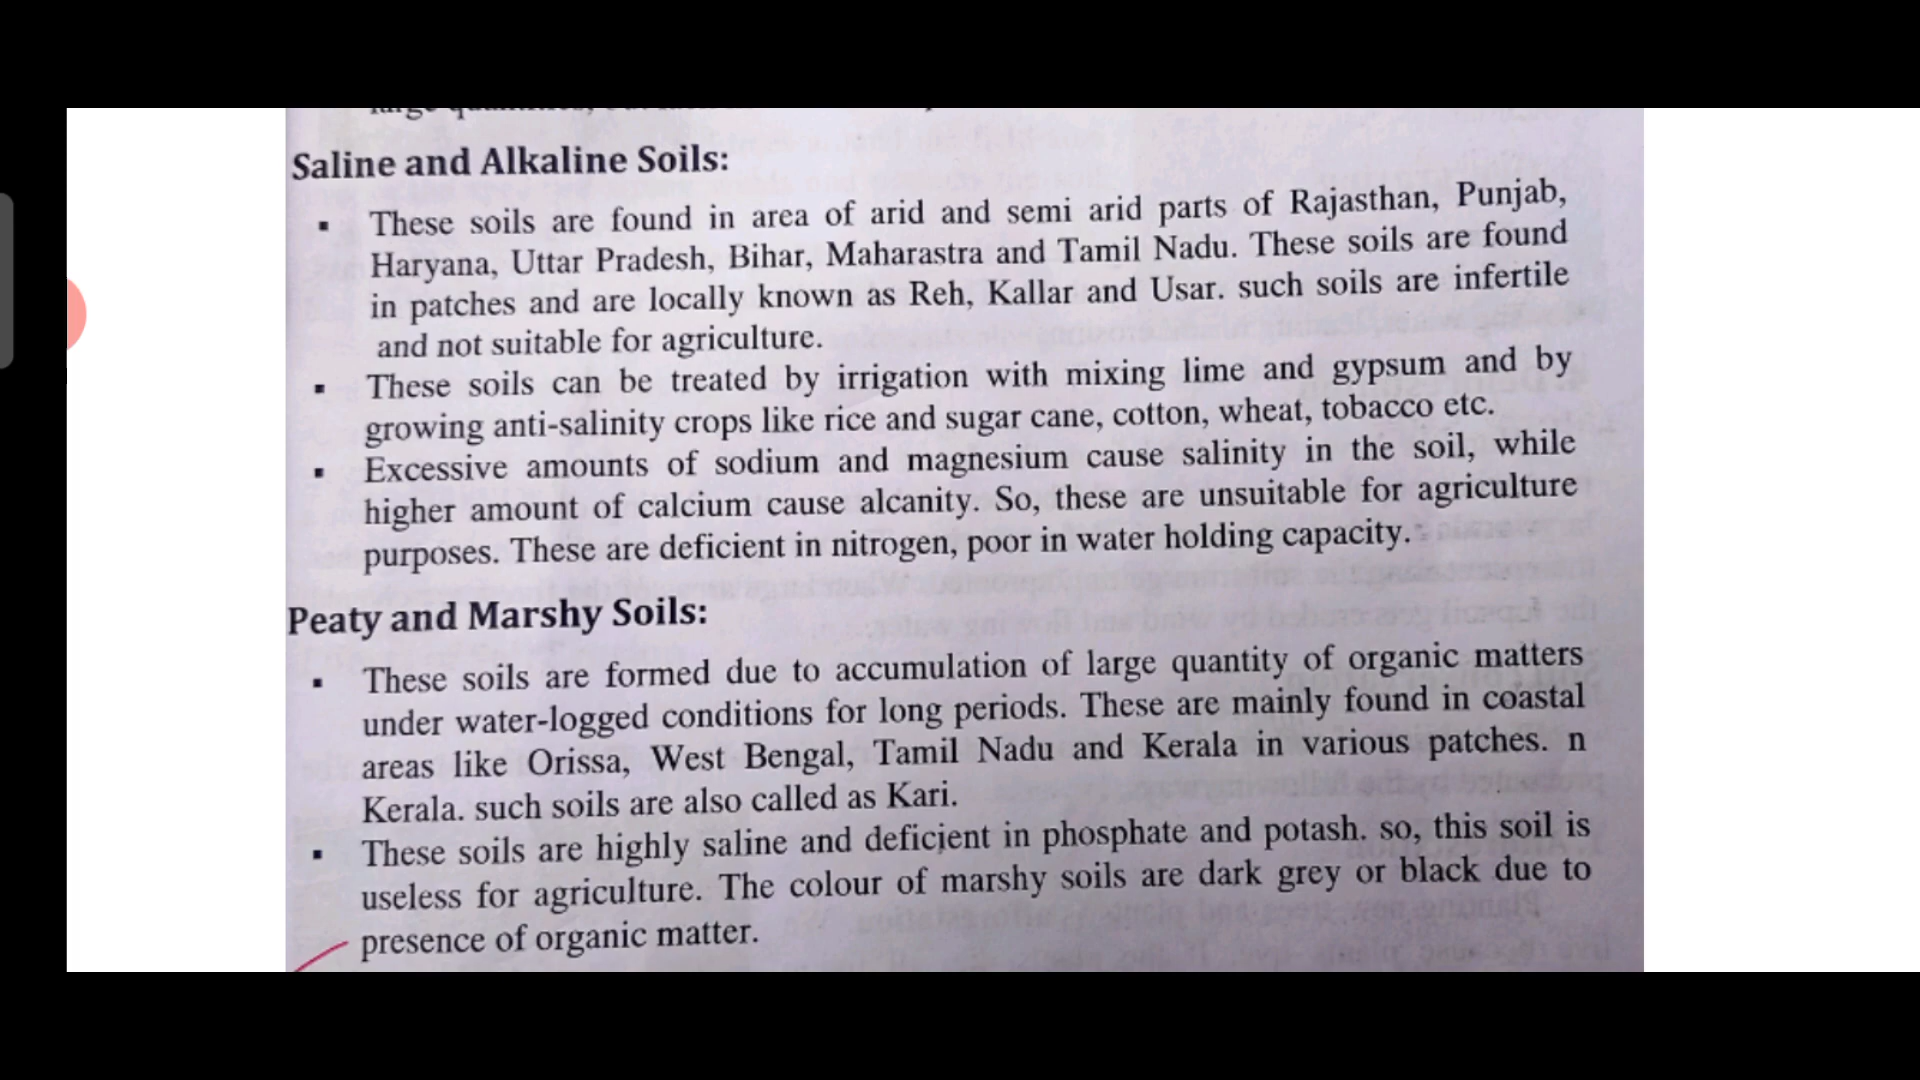 Saline and Alkaline Soils:
▪ These soils are found in area of arid and semi arid parts of Rajasthan, Punjab,
Haryana, Uttar Pradesh, Bihar, Maharastra and Tamil Nadu. These soils are found
in patches and are locally known as Reh, Kallar and Usar. such soils are infertile
and not suitable for agriculture.
▪ These soils can be treated by irrigation with mixing lime and gypsum and by
growing anti-salinity crops like rice and sugar cane, cotton, wheat, tobacco etc.
▪ Excessive amounts of sodium and magnesium cause salinity in the soil, while
higher amount of calcium cause alcanity. So, these are unsuitable for agriculture
purposes. These are deficient in nitrogen, poor in water holding capacity.
Peaty and Marshy Soils:
▪ These soils are formed due to accumulation of large quantity of organic matters
under water-logged conditions for long periods. These are mainly found in coastal
areas like Orissa, West Bengal, Tamil Nadu and Kerala in various patches. n
Kerala. such soils are also called as Kari.
▪ These soils are highly saline and deficient in phosphate and potash. so, this soil is
useless for agriculture. The colour of marshy soils are dark grey or black due to
presence of organic matter.